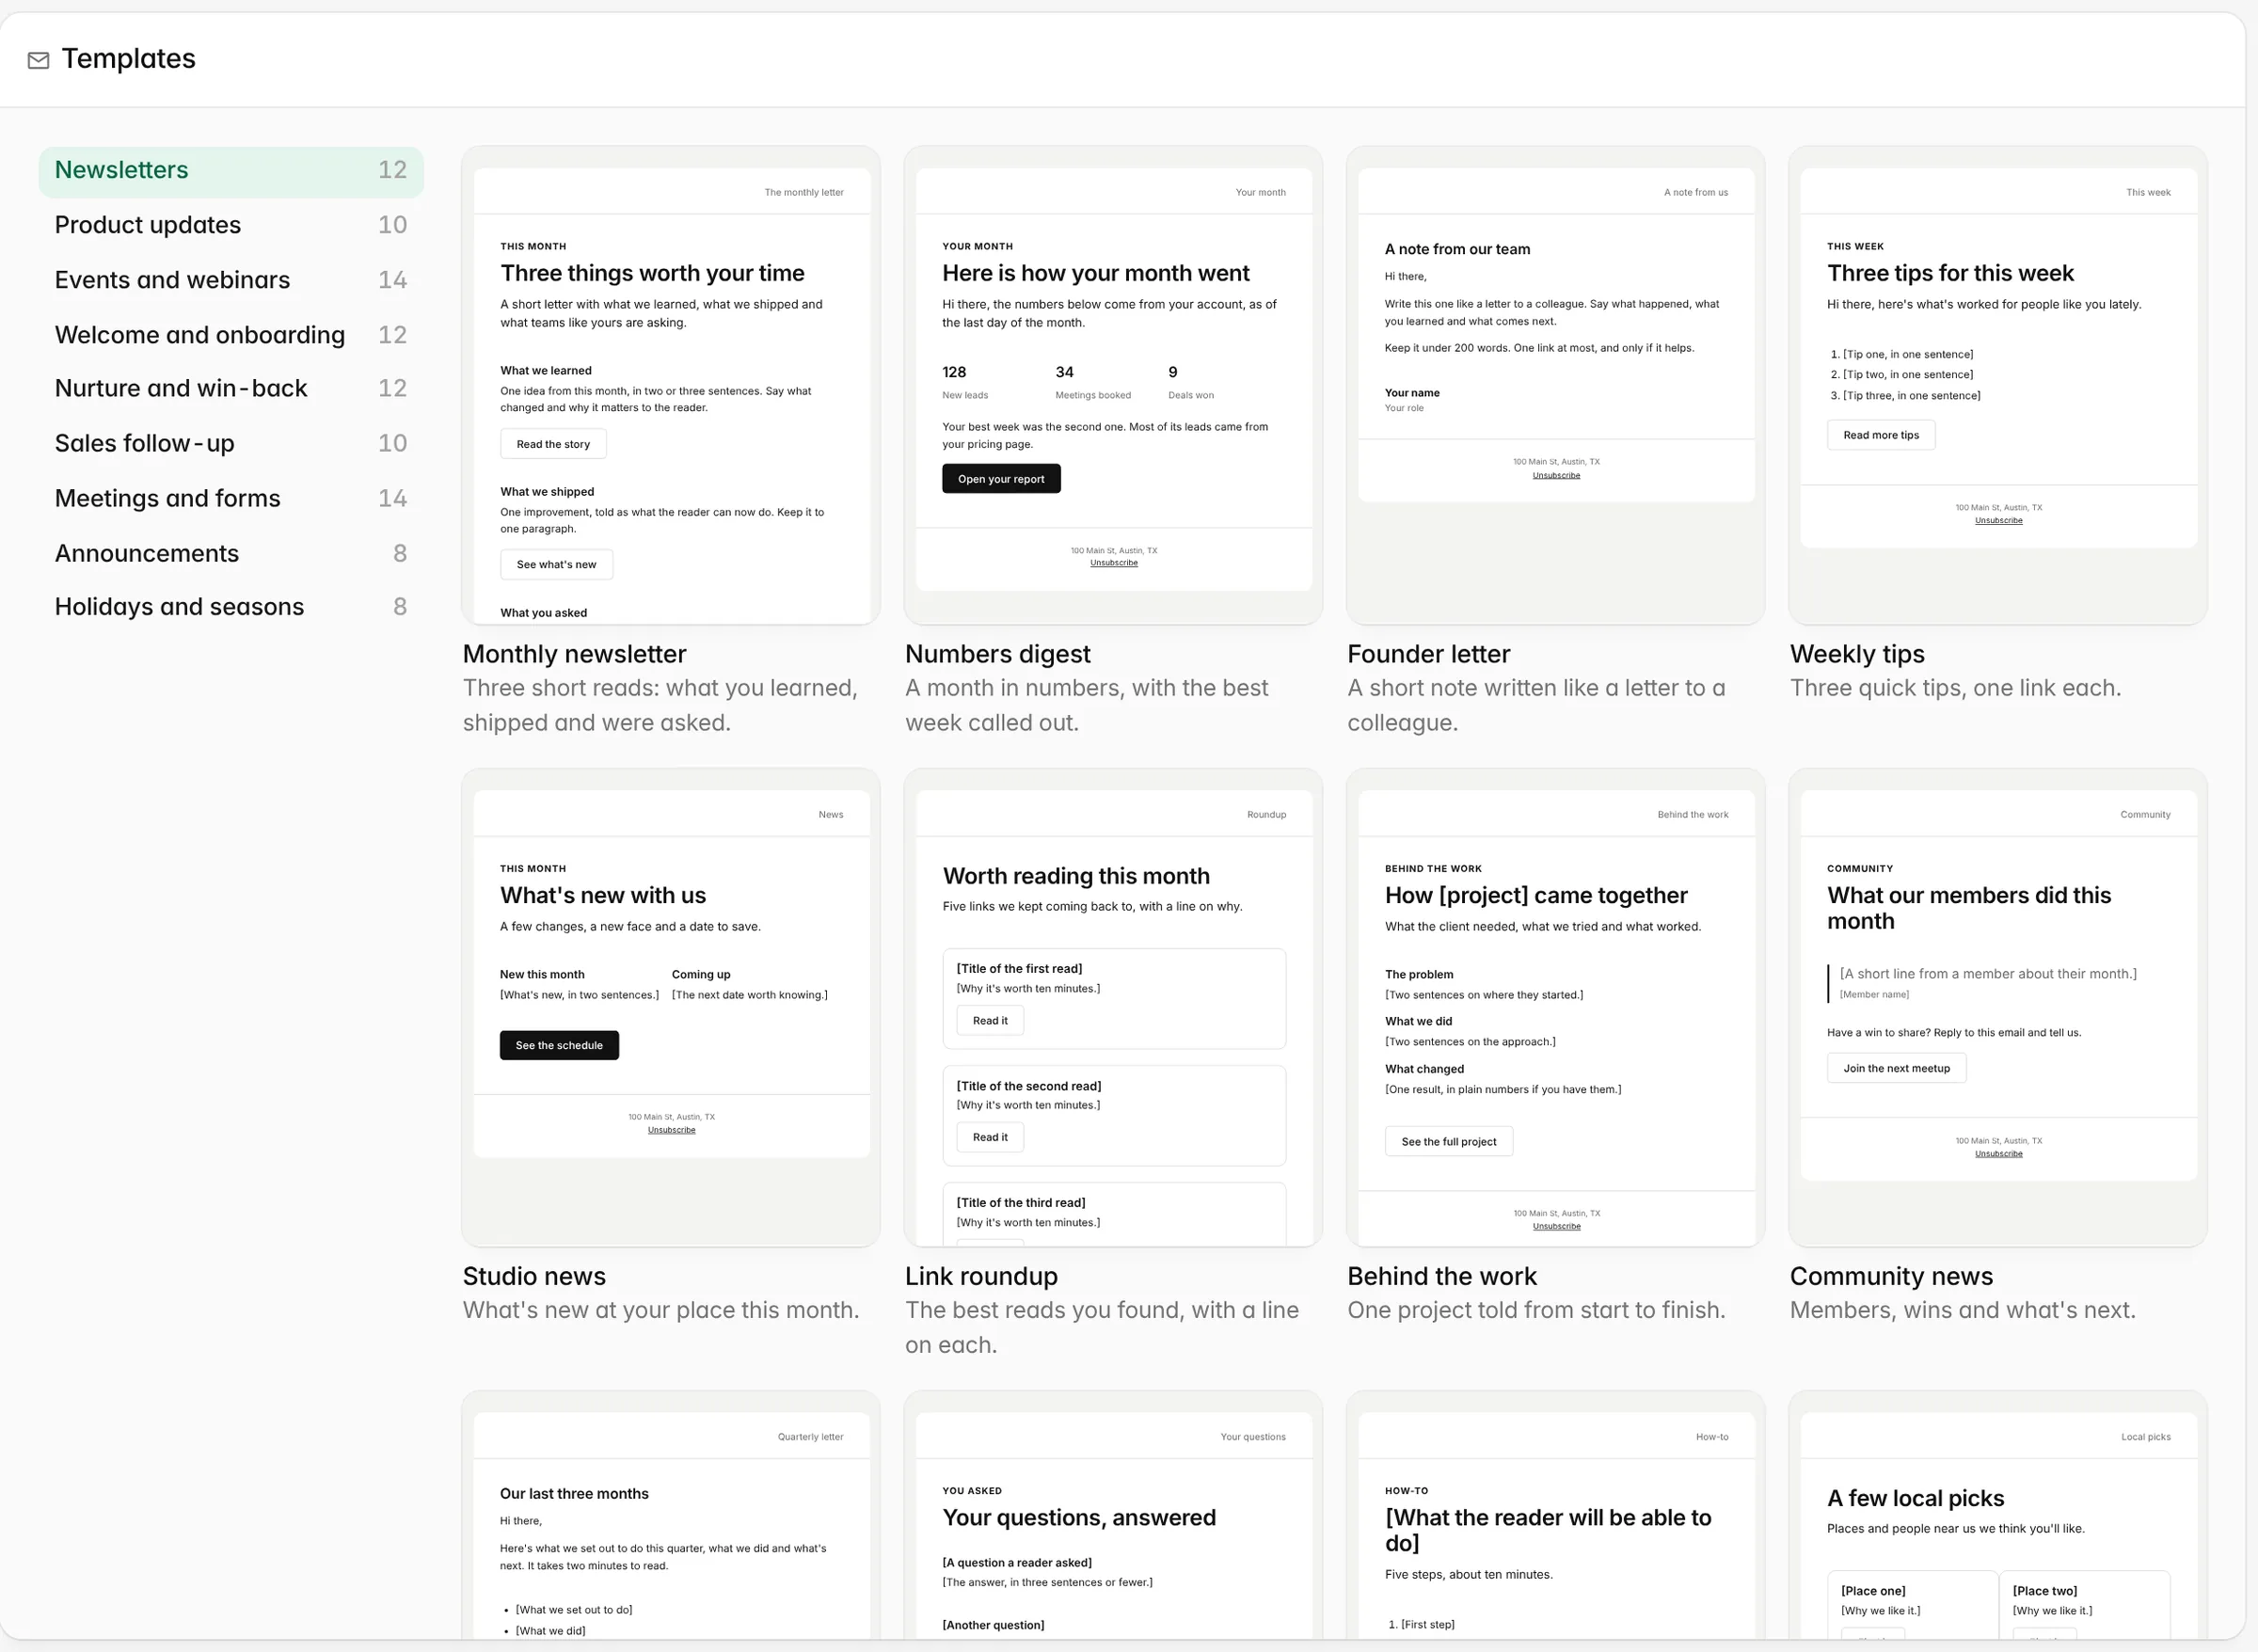 Templates
Newsletters 12
Product updates 10
Events and webinars 14
Welcome and onboarding 12
Nurture and win-back 12
Sales follow-up 10
Meetings and forms 14
Announcements 8
Holidays and seasons 8
The monthly letter
THIS MONTH
Three things worth your time
A short letter with what we learned, what we shipped and
what teams like yours are asking.
What we learned
One idea from this month, in two or three sentences. Say what
changed and why it matters to the reader.
Read the story
What we shipped
One improvement, told as what the reader can now do. Keep it to
one paragraph.
See what's new
What you asked
Monthly newsletter
Three short reads: what you learned,
shipped and were asked.
Your month
YOUR MONTH
Here is how your month went
Hi there, the numbers below come from your account, as of
the last day of the month.
128 34 9
New leads Meetings booked Deals won
Your best week was the second one. Most of its leads came from
your pricing page.
Open your report
100 Main St, Austin, TX
Unsubscribe
Numbers digest
A month in numbers, with the best
week called out.
A note from us
A note from our team
Hi there,
Write this one like a letter to a colleague. Say what happened, what
you learned and what comes next.
Keep it under 200 words. One link at most, and only if it helps.
Your name
Your role
100 Main St, Austin, TX
Unsubscribe
Founder letter
A short note written like a letter to a
colleague.
This week
THIS WEEK
Three tips for this week
Hi there, here's what's worked for people like you lately.
1. [Tip one, in one sentence]
2. [Tip two, in one sentence]
3. [Tip three, in one sentence]
Read more tips
100 Main St, Austin, TX
Unsubscribe
Weekly tips
Three quick tips, one link each.
News
THIS MONTH
What's new with us
A few changes, a new face and a date to save.
New this month Coming up
[What's new, in two sentences.] [The next date worth knowing.]
See the schedule
100 Main St, Austin, TX
Unsubscribe
Studio news
What's new at your place this month.
Roundup
Worth reading this month
Five links we kept coming back to, with a line on why.
[Title of the first read]
[Why it's worth ten minutes.]
Read it
[Title of the second read]
[Why it's worth ten minutes.]
Read it
[Title of the third read]
[Why it's worth ten minutes.]
Link roundup
The best reads you found, with a line
on each.
Behind the work
BEHIND THE WORK
How [project] came together
What the client needed, what we tried and what worked.
The problem
[Two sentences on where they started.]
What we did
[Two sentences on the approach.]
What changed
[One result, in plain numbers if you have them.]
See the full project
100 Main St, Austin, TX
Unsubscribe
Behind the work
One project told from start to finish.
Community
COMMUNITY
What our members did this
month
[A short line from a member about their month.]
[Member name]
Have a win to share? Reply to this email and tell us.
Join the next meetup
100 Main St, Austin, TX
Unsubscribe
Community news
Members, wins and what's next.
Quarterly letter
Our last three months
Hi there,
Here's what we set out to do this quarter, what we did and what's
next. It takes two minutes to read.
• [What we set out to do]
• [What we did]
Your questions
YOU ASKED
Your questions, answered
[A question a reader asked]
[The answer, in three sentences or fewer.]
[Another question]
How-to
HOW-TO
[What the reader will be able to
do]
Five steps, about ten minutes.
1. [First step]
Local picks
A few local picks
Places and people near us we think you'll like.
[Place one] [Place two]
[Why we like it.] [Why we like it.]